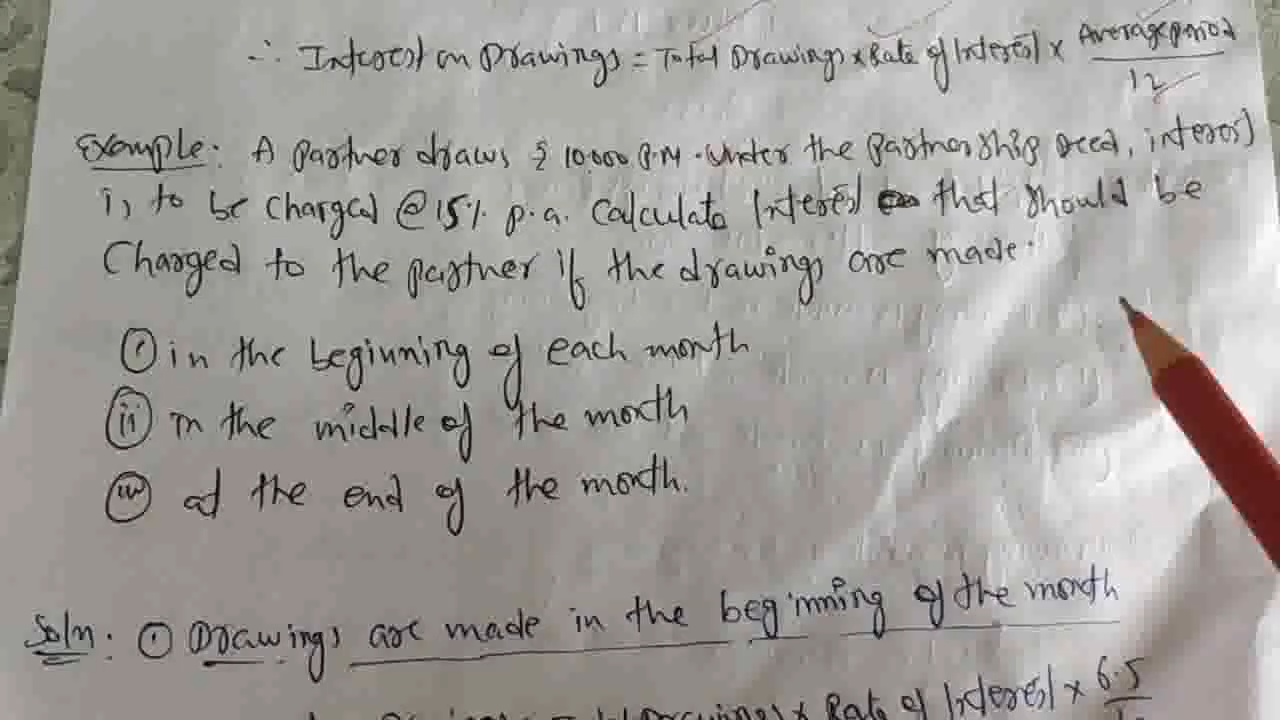 ∴ Interest on Drawings = Total Drawings × Rate of Interest × Average period / 12
Example: A partner draws ₹ 10,000 P.M. Under the partnership deed, interest
is to be charged @ 15% p.a. Calculate Interest that should be
Charged to the partner if the drawings are made.
(i) in the beginning of each month
(ii) in the middle of the month
(iii) at the end of the month.
Soln: (i) Drawings are made in the beginning of the month
Drawings × Rate of Interest × 6.5